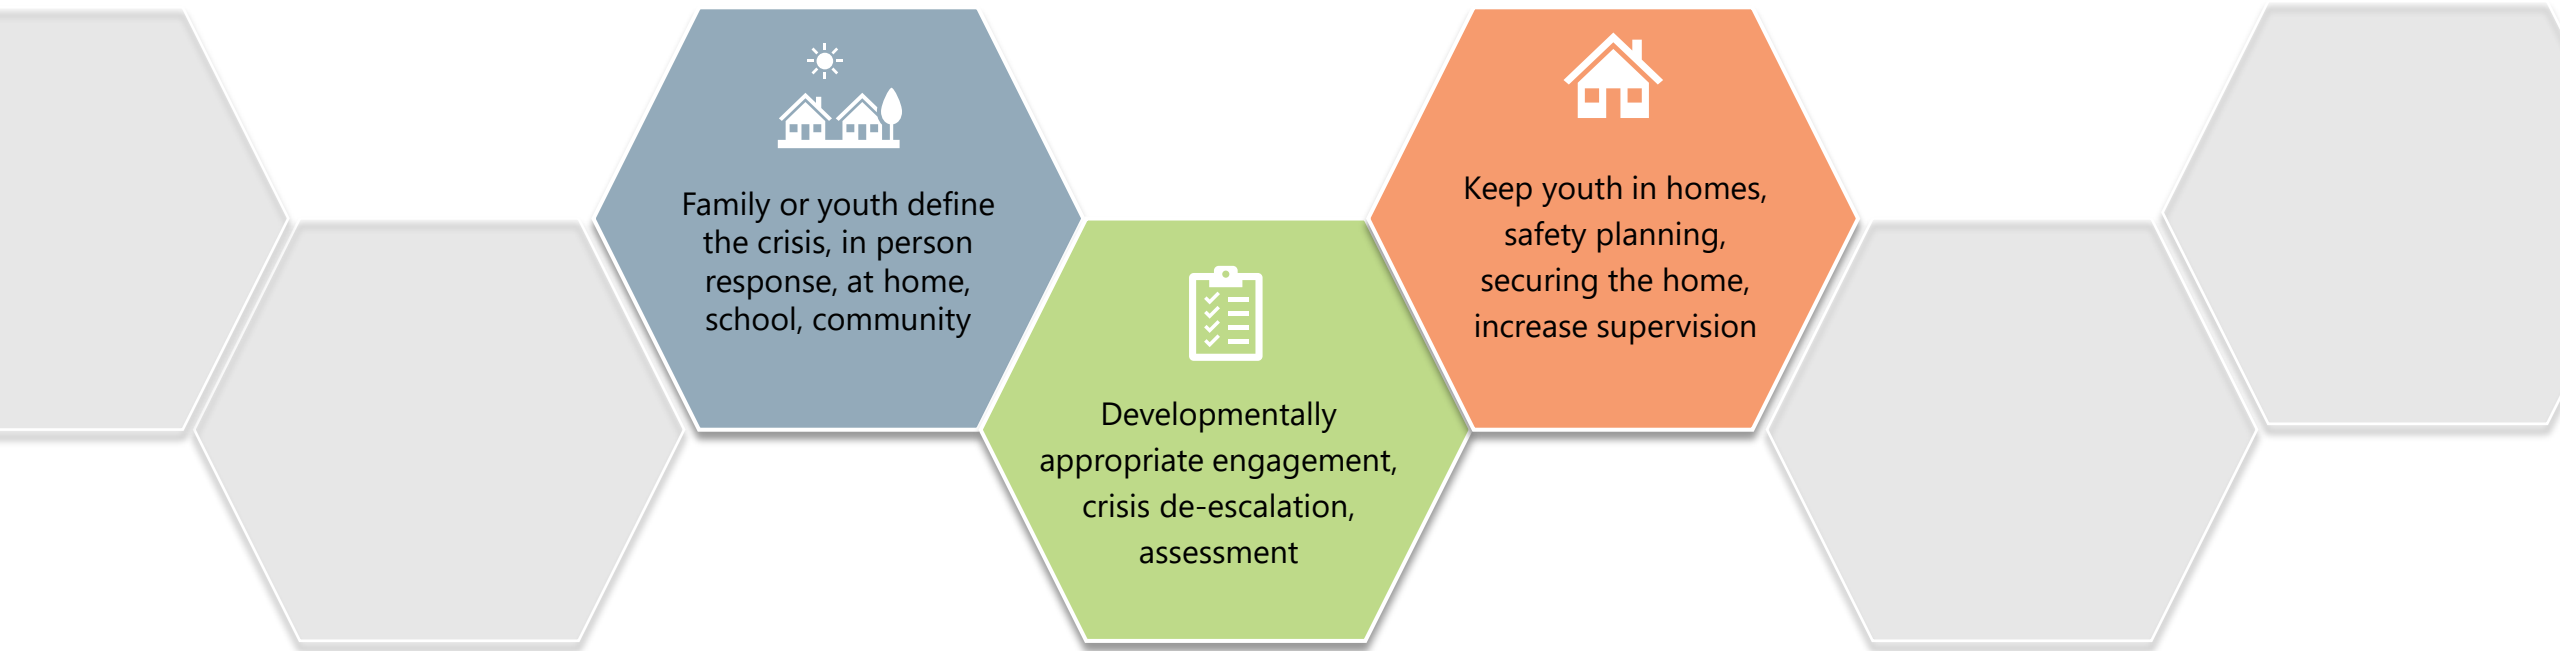 Family or youth define
the crisis, in person
response, at home,
school, community
Developmentally
appropriate engagement,
crisis de-escalation,
assessment
Keep youth in homes,
safety planning,
securing the home,
increase supervision